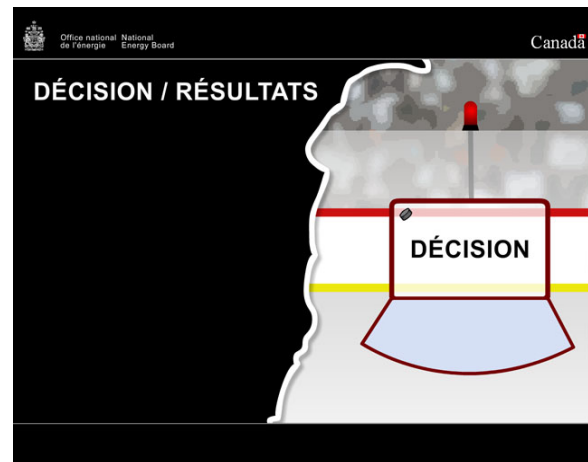 Office national National
de l'énergie Energy Board
Canada
DÉCISION / RÉSULTATS
DÉCISION